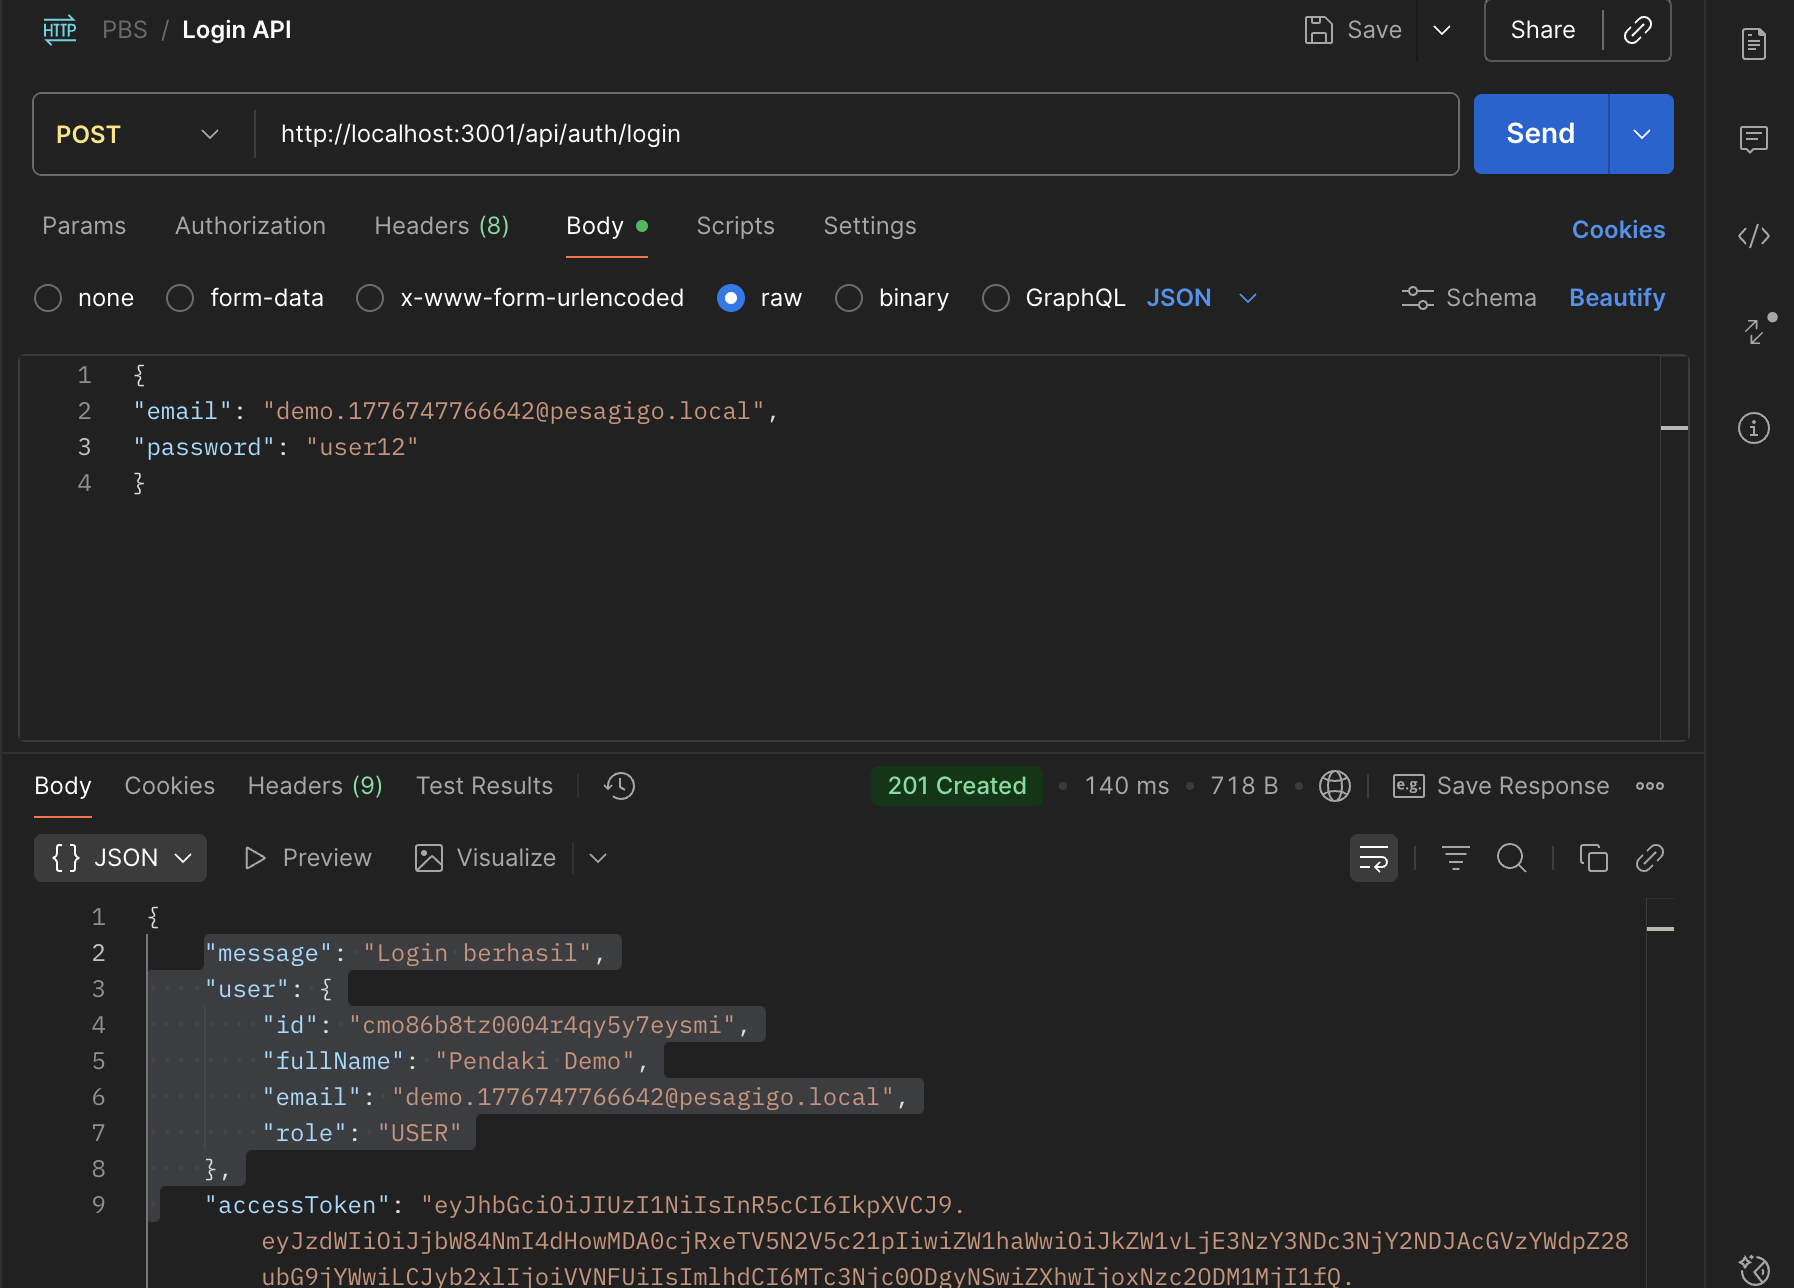 HTTP PBS / Login API Save Share
POST http://localhost:3001/api/auth/login Send
Params Authorization Headers (8) Body Scripts Settings Cookies
none form-data x-www-form-urlencoded raw binary GraphQL JSON Schema Beautify
1 {
2 "email": "demo.1776747766642@pesagigo.local",
3 "password": "user12"
4 }
Body Cookies Headers (9) Test Results 201 Created 140 ms 718 B e.g. Save Response
{} JSON Preview Visualize
1 {
2 "message": "Login berhasil",
3 "user": {
4 "id": "cmo86b8tz0004r4qy5y7eysmi",
5 "fullName": "Pendaki Demo",
6 "email": "demo.1776747766642@pesagigo.local",
7 "role": "USER"
8 },
9 "accessToken": "eyJhbGciOiJIUzI1NiIsInR5cCI6IkpXVCJ9.
eyJzdWIiOiJjbW84NmI4dHowMDA0cjRxeTV5N2V5c21pIiwiZW1haWwiOiJkZW1vLjE3NzY3NDc3NjY2NDJAcGVzYWdpZ28
ubG9jYWwiLCJyb2xlIjoiVVNFUiIsImlhdCI6MTc3Njc0ODgyNSwiZXhwIjoxNzc2ODM1MjI1fQ.